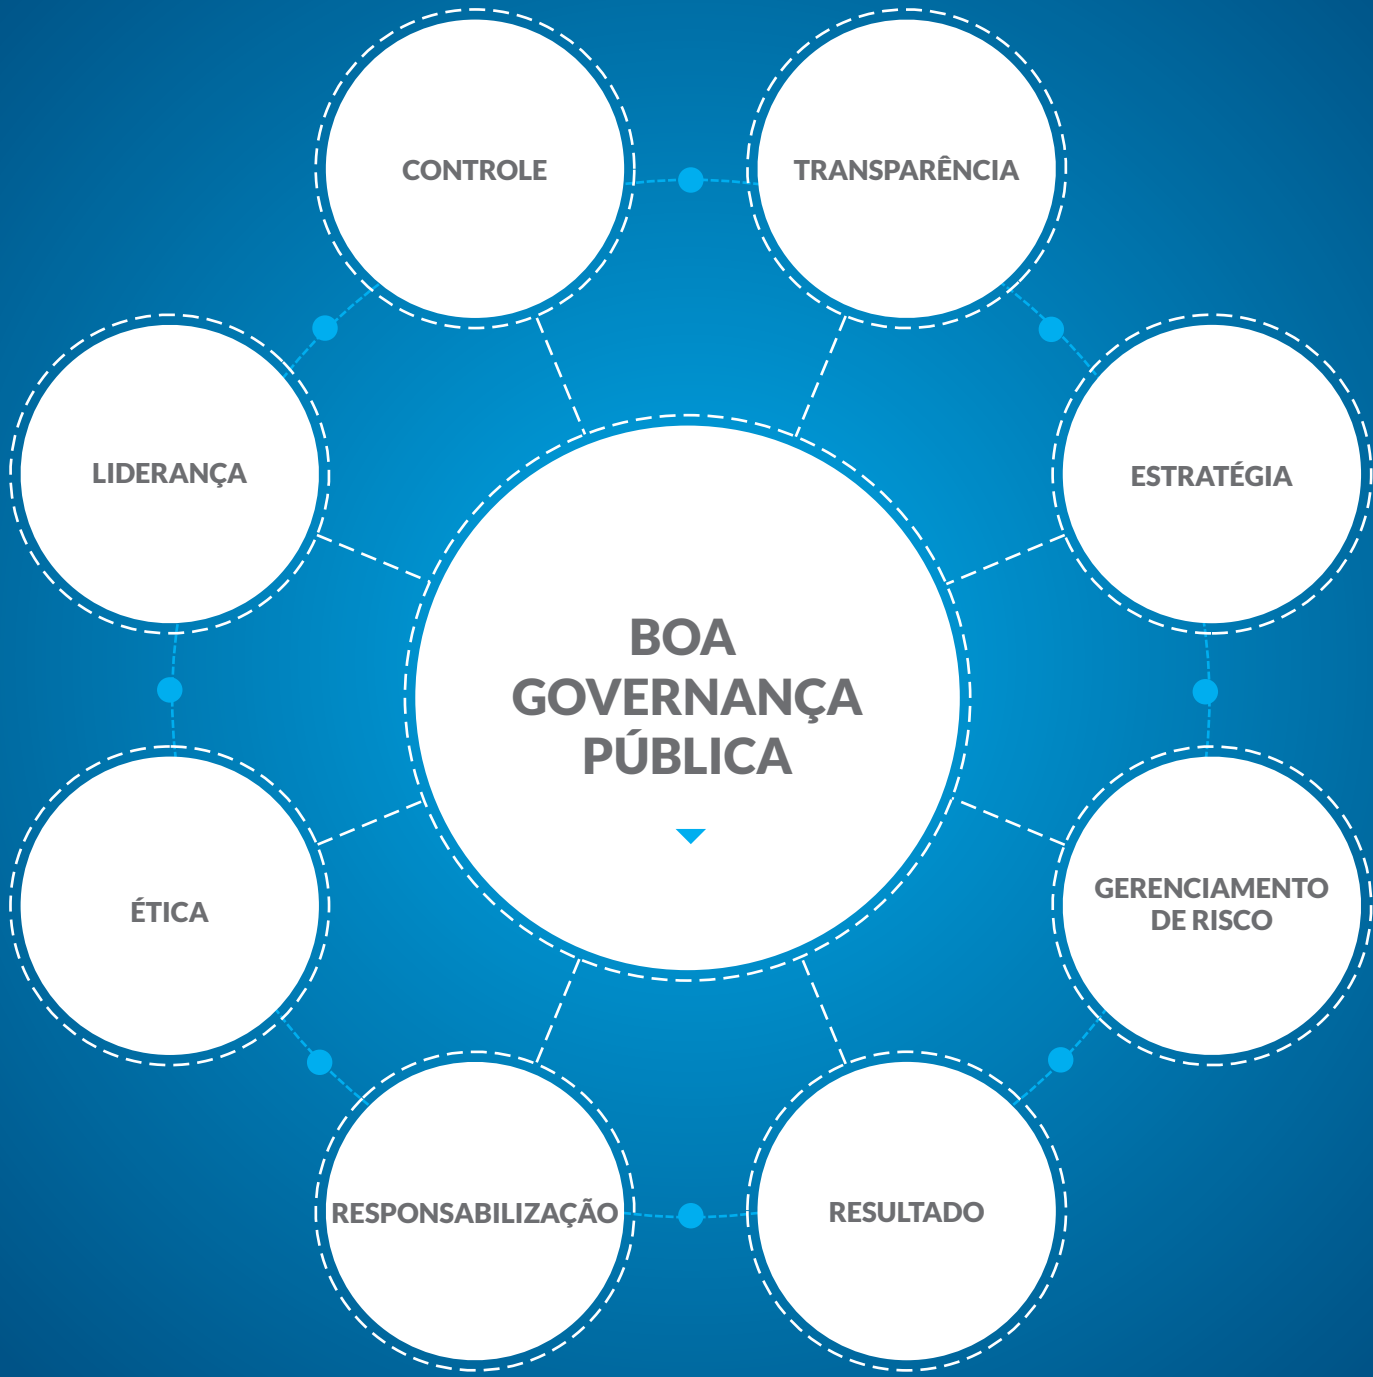 CONTROLE
TRANSPARÊNCIA
LIDERANÇA
ESTRATÉGIA
BOA
GOVERNANÇA
PÚBLICA
ÉTICA
GERENCIAMENTO
DE RISCO
RESPONSABILIZAÇÃO
RESULTADO